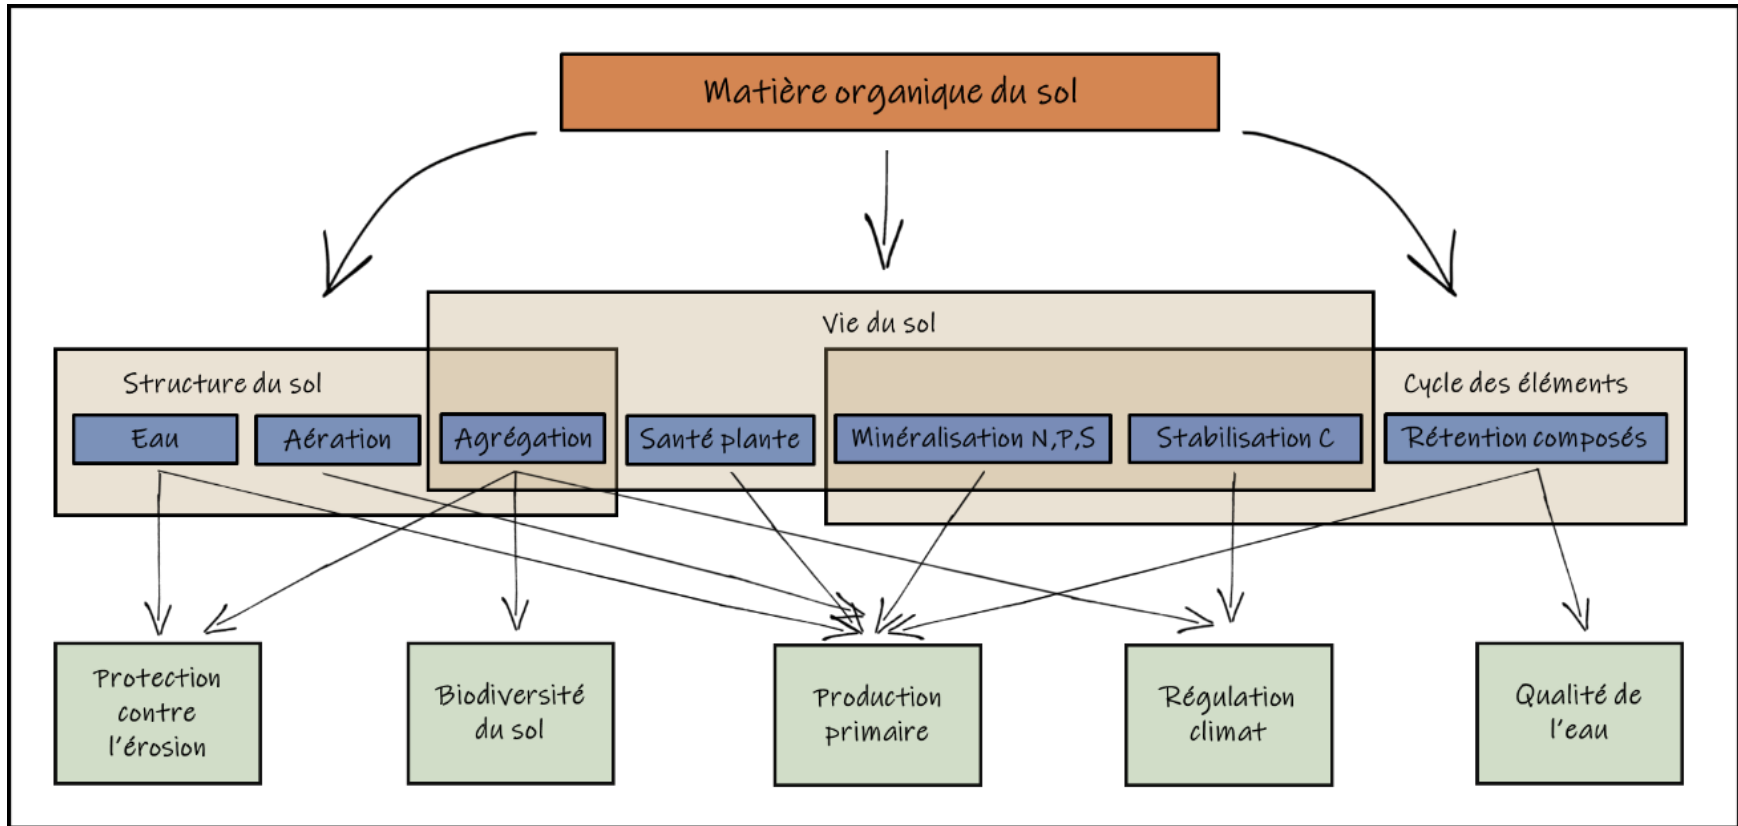 Matière organique du sol
Vie du sol
Structure du sol
Cycle des éléments
Eau
Aération
Agrégation
Santé plante
Minéralisation N,P,S
Stabilisation C
Rétention composés
Protection
contre
l'érosion
Biodiversité
du sol
Production
primaire
Régulation
climat
Qualité de
l'eau